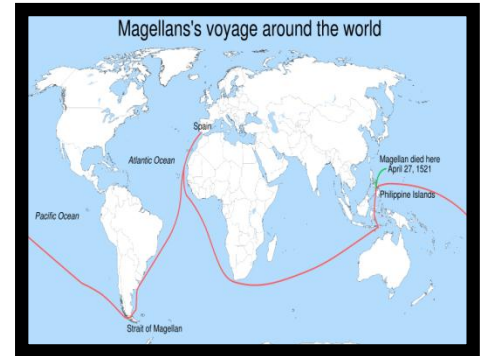 Magellans's voyage around the world
Spain
Atlantic Ocean
Magellan died here
April 27, 1521
Philippine Islands
Pacific Ocean
Strait of Magellan